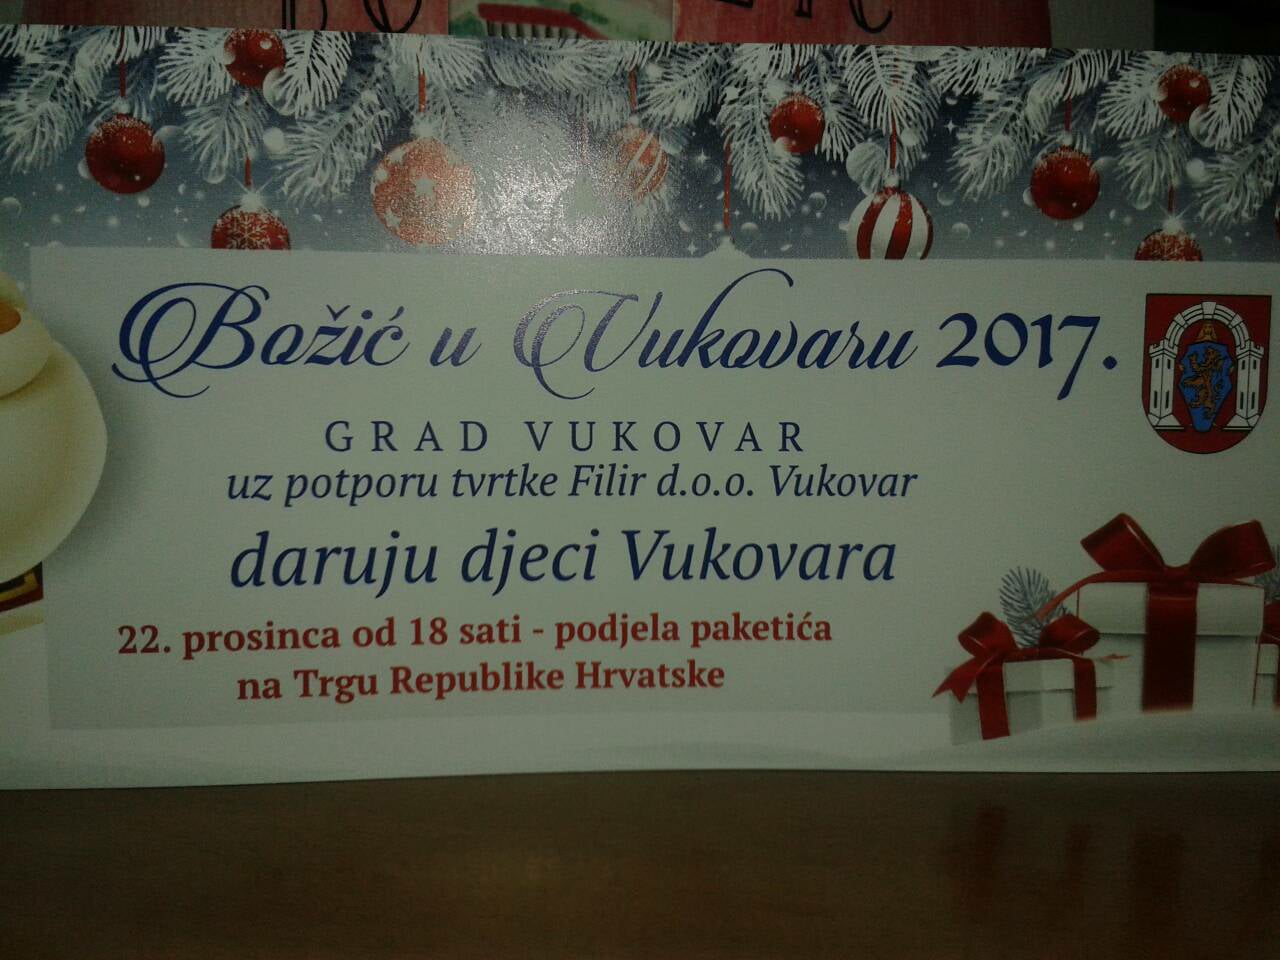 Božić u Vukovaru 2017.
GRAD VUKOVAR
uz potporu tvrtke Filir d.o.o. Vukovar
daruju djeci Vukovara
22. prosinca od 18 sati - podjela paketića
na Trgu Republike Hrvatske